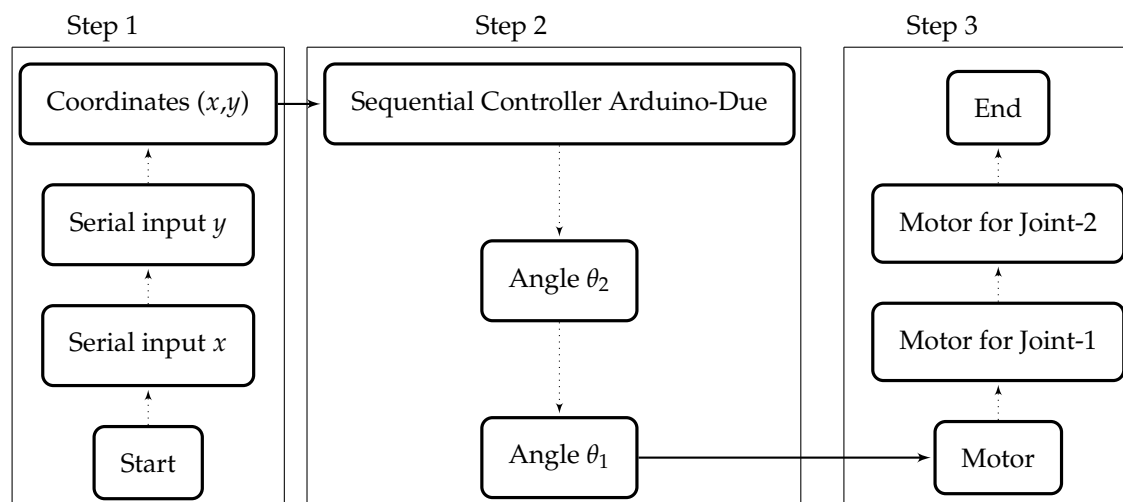 Step 1
Coordinates (x,y)
Serial input y
Serial input x
Start
Step 2
Sequential Controller Arduino-Due
Angle θ2
Angle θ1
Step 3
End
Motor for Joint-2
Motor for Joint-1
Motor